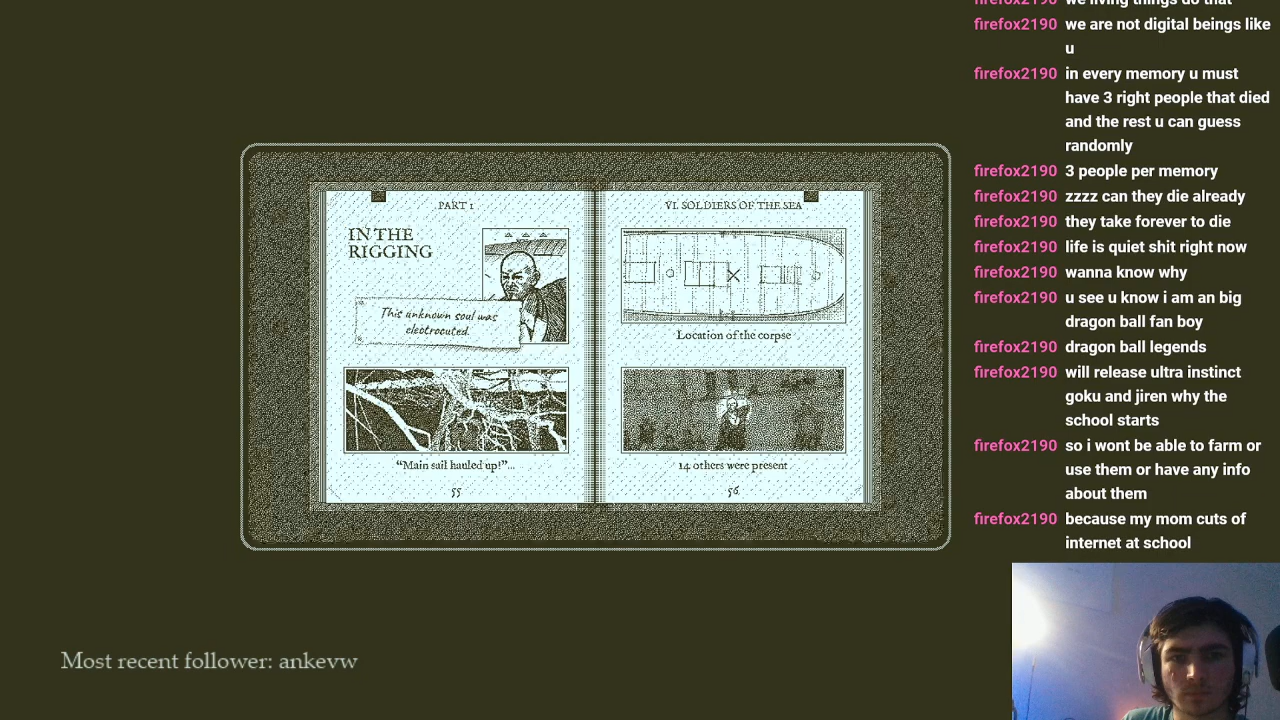 PART 1
IN THE
RIGGING
This unknown soul was
electrocuted.
"Main sail hauled up!"...
55
VI. SOLDIERS OF THE SEA
Location of the corpse
14 others were present
56
firefox2190 we are not digital beings like
u
firefox2190 in every memory u must
have 3 right people that died
and the rest u can guess
randomly
firefox2190 3 people per memory
firefox2190 zzzz can they die already
firefox2190 they take forever to die
firefox2190 life is quiet shit right now
firefox2190 wanna know why
firefox2190 u see u know i am an big
dragon ball fan boy
firefox2190 dragon ball legends
firefox2190 will release ultra instinct
goku and jiren why the
school starts
firefox2190 so i wont be able to farm or
use them or have any info
about them
firefox2190 because my mom cuts of
internet at school
Most recent follower: ankevw